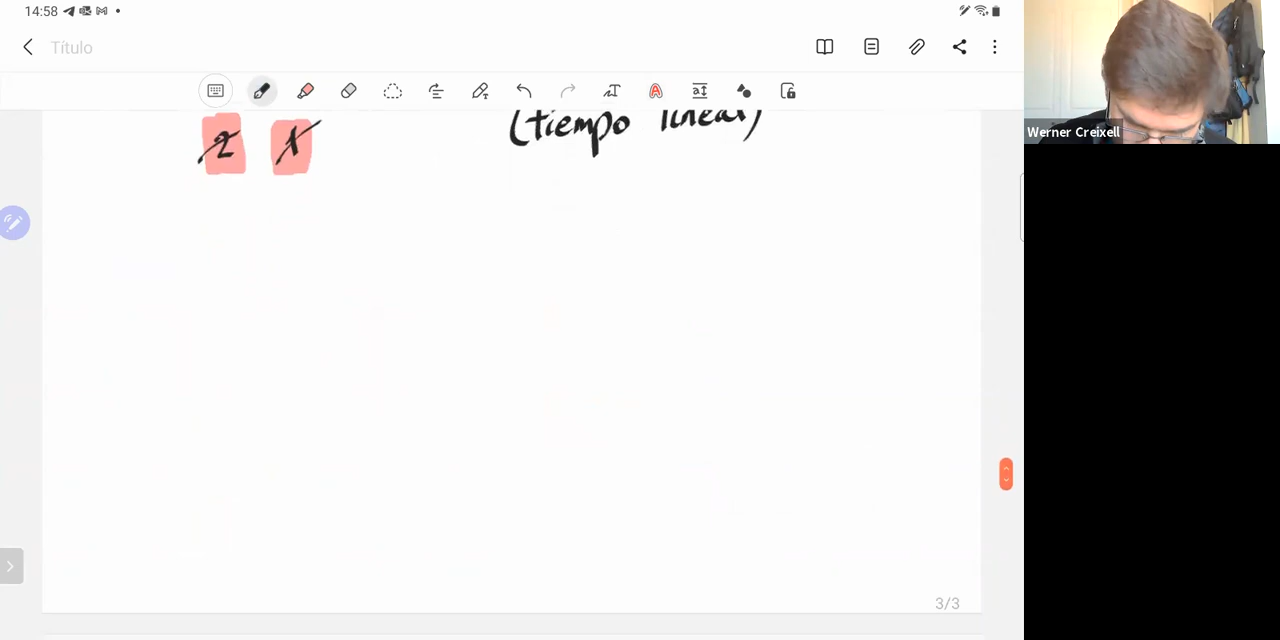 14:58
Título
Werner Creixell
(tiempo lineal)
2 1
3/3